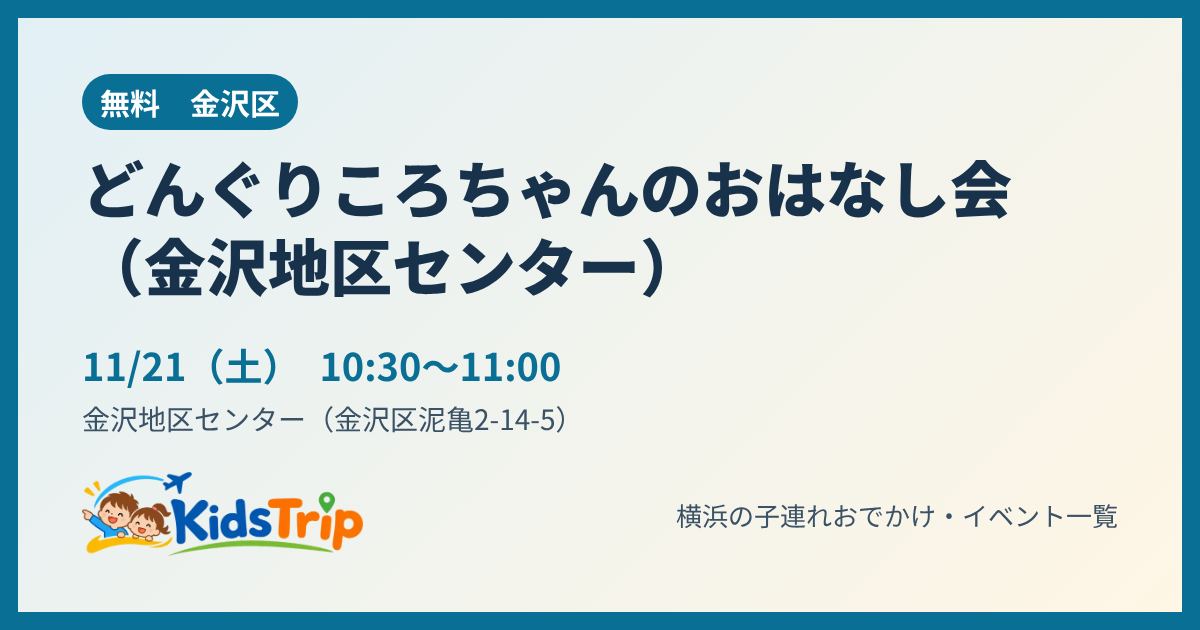 無料　金沢区
どんぐりころちゃんのおはなし会
（金沢地区センター）
11/21（土）　10:30〜11:00
金沢地区センター（金沢区泥亀2-14-5）
KidsTrip
横浜の子連れおでかけ・イベント一覧